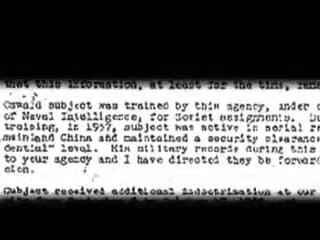 that this information, at least for the time,
Oswald subject was trained by this agency, under
of Naval Intelligence, for Soviet assignments.
training, in 1957, subject was active in aerial re
mainland China and maintained a security clearance
dential" level. His military records during this
to your agency and I have directed they be forward
sion.
Subject received additional indoctrination at our